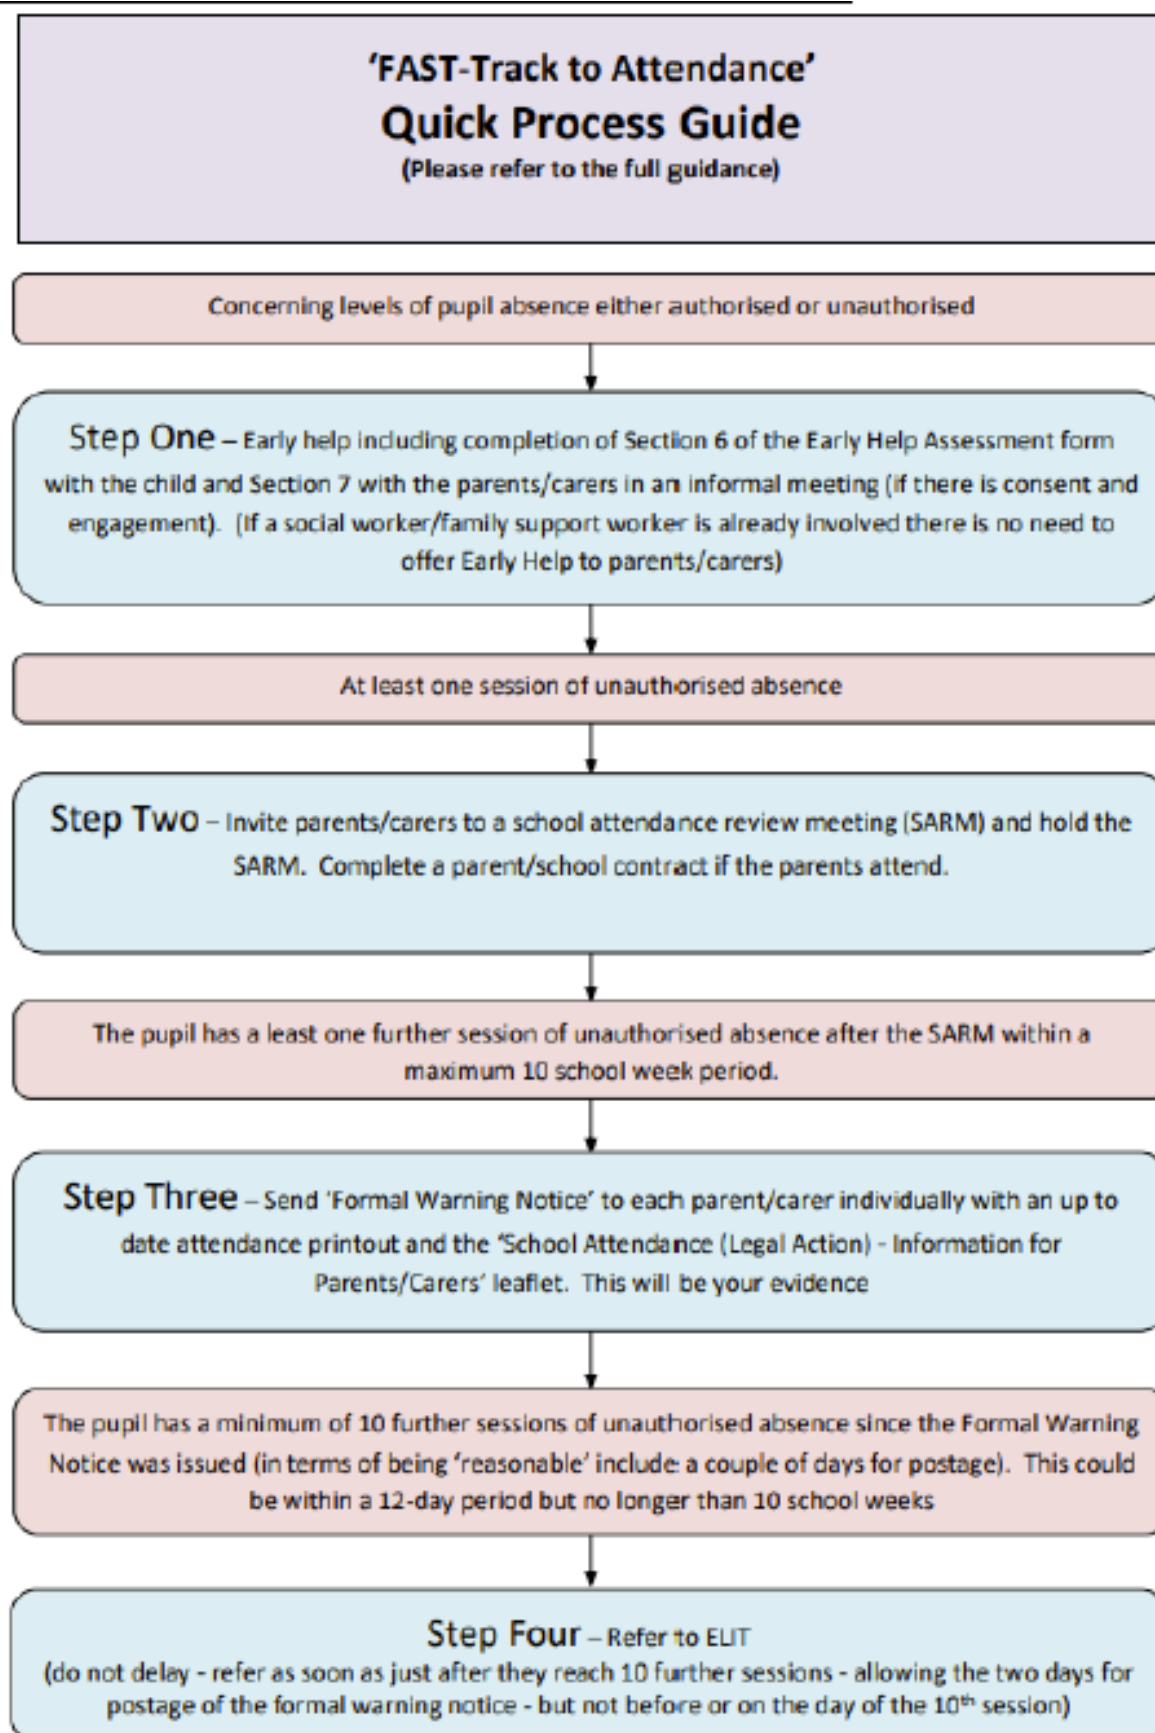 ‘FAST-Track to Attendance’
Quick Process Guide
(Please refer to the full guidance)
Concerning levels of pupil absence either authorised or unauthorised
Step One – Early help including completion of Section 6 of the Early Help Assessment form
with the child and Section 7 with the parents/carers in an informal meeting (if there is consent and
engagement).  (If a social worker/family support worker is already involved there is no need to
offer Early Help to parents/carers)
At least one session of unauthorised absence
Step Two – Invite parents/carers to a school attendance review meeting (SARM) and hold the
SARM.  Complete a parent/school contract if the parents attend.
The pupil has a least one further session of unauthorised absence after the SARM within a
maximum 10 school week period.
Step Three – Send ‘Formal Warning Notice’ to each parent/carer individually with an up to
date attendance printout and the ‘School Attendance (Legal Action) - Information for
Parents/Carers’ leaflet.  This will be your evidence
The pupil has a minimum of 10 further sessions of unauthorised absence since the Formal Warning
Notice was issued (in terms of being ‘reasonable’ include a couple of days for postage).  This could
be within a 12-day period but no longer than 10 school weeks
Step Four – Refer to ELIT
(do not delay - refer as soon as just after they reach 10 further sessions - allowing the two days for
postage of the formal warning notice - but not before or on the day of the 10th session)